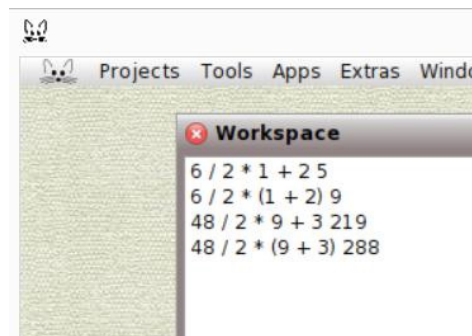 Projects Tools Apps Extras Windo
Workspace
6 / 2 * 1 + 2 5
6 / 2 * (1 + 2) 9
48 / 2 * 9 + 3 219
48 / 2 * (9 + 3) 288